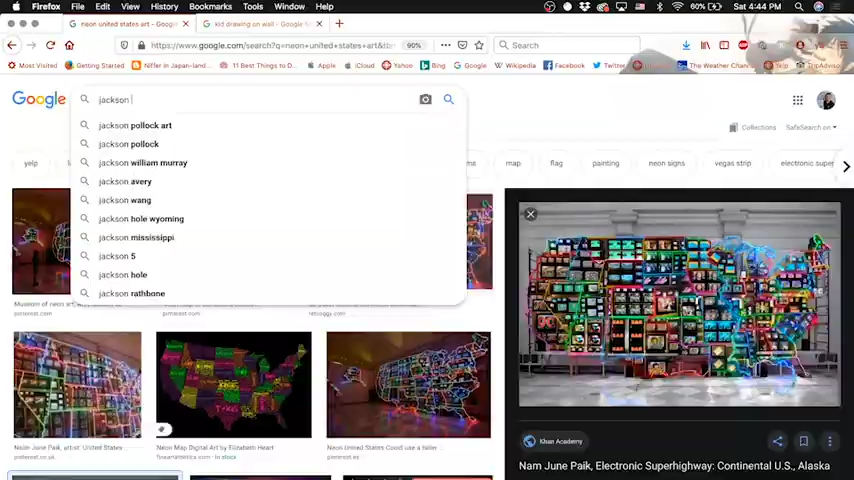 Firefox File Edit View History Bookmarks Tools Window Help
60% Sat 4:44 PM
neon united states art - Google
kid drawing on wall - Google
https://www.google.com/search?q=neon+united+states+art&tb
90%
Search
Most Visited
Getting Started
Niffer in Japan-land...
11 Best Things to D...
Apple
iCloud
Yahoo
Bing
Google
Wikipedia
Facebook
Twitter
The Weather Channel
Yelp
TripAdvisor
Google
jackson
Collections
SafeSearch on
jackson pollock art
jackson pollock
jackson william murray
jackson avery
jackson wang
jackson hole wyoming
jackson mississippi
jackson 5
jackson hole
jackson rathbone
yelp
map
flag
painting
neon signs
vegas strip
electronic supe
Museum of neon art
pinterest.com
pinterest.com
Nam June Paik, artist 'United States
pinterest.co.uk
Neon Map Digital Art by Elizabeth Heart
fineartamerica.com · In stock
Neon United States Could use a twister...
pinterest.es
Khan Academy
Nam June Paik, Electronic Superhighway: Continental U.S., Alaska